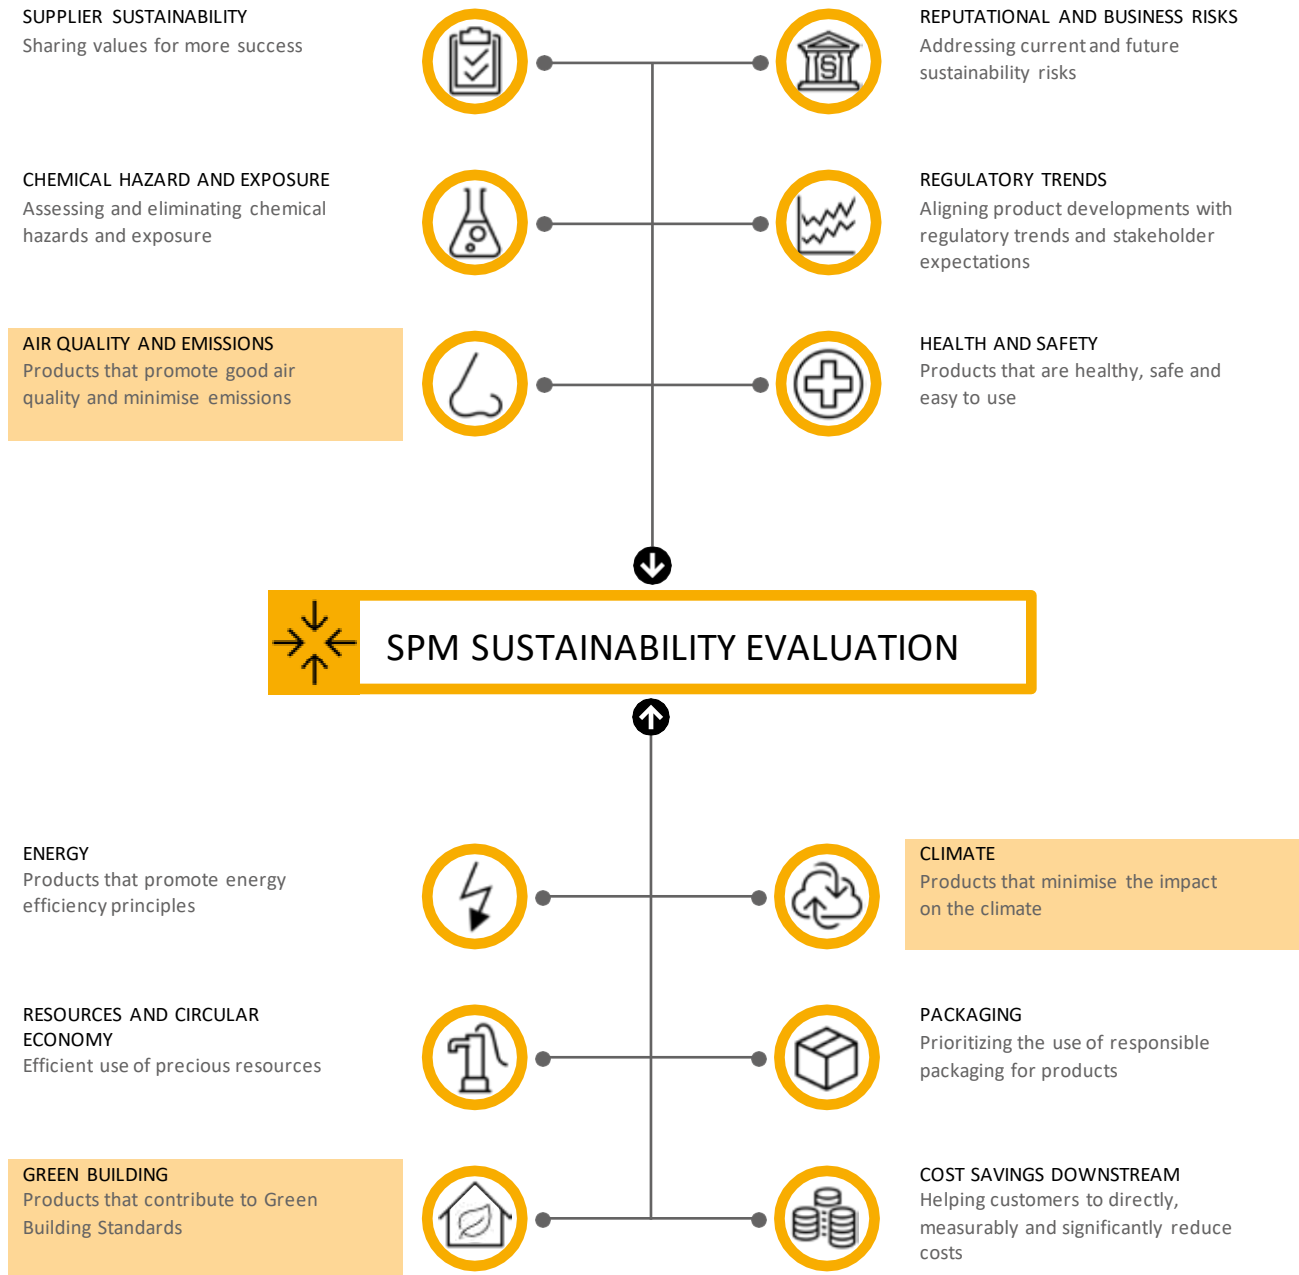 SUPPLIER SUSTAINABILITY
Sharing values for more success
REPUTATIONAL AND BUSINESS RISKS
Addressing current and future
sustainability risks
CHEMICAL HAZARD AND EXPOSURE
Assessing and eliminating chemical
hazards and exposure
REGULATORY TRENDS
Aligning product developments with
regulatory trends and stakeholder
expectations
AIR QUALITY AND EMISSIONS
Products that promote good air
quality and minimise emissions
HEALTH AND SAFETY
Products that are healthy, safe and
easy to use
SPM SUSTAINABILITY EVALUATION
ENERGY
Products that promote energy
efficiency principles
CLIMATE
Products that minimise the impact
on the climate
RESOURCES AND CIRCULAR
ECONOMY
Efficient use of precious resources
PACKAGING
Prioritizing the use of responsible
packaging for products
GREEN BUILDING
Products that contribute to Green
Building Standards
COST SAVINGS DOWNSTREAM
Helping customers to directly,
measurably and significantly reduce
costs